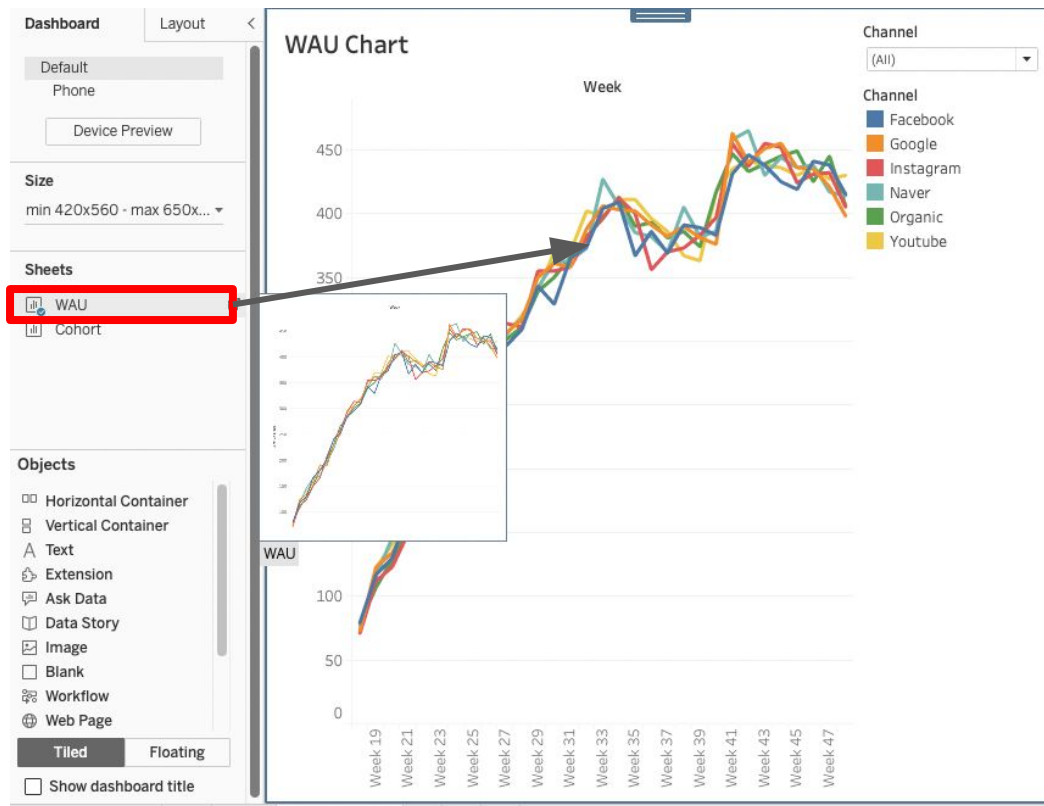 Dashboard
Layout
<
Default
Phone
Device Preview
Size
min 420x560 - max 650x...
Sheets
WAU
Cohort
Objects
Horizontal Container
Vertical Container
A Text
Extension
Ask Data
Data Story
Image
Blank
Workflow
Web Page
Tiled
Floating
Show dashboard title
WAU Chart
Week
450
400
350
100
50
0
Week 19
Week 21
Week 23
Week 25
Week 27
Week 29
Week 31
Week 33
Week 35
Week 37
Week 39
Week 41
Week 43
Week 45
Week 47
WAU
Channel
(All)
Channel
Facebook
Google
Instagram
Naver
Organic
Youtube